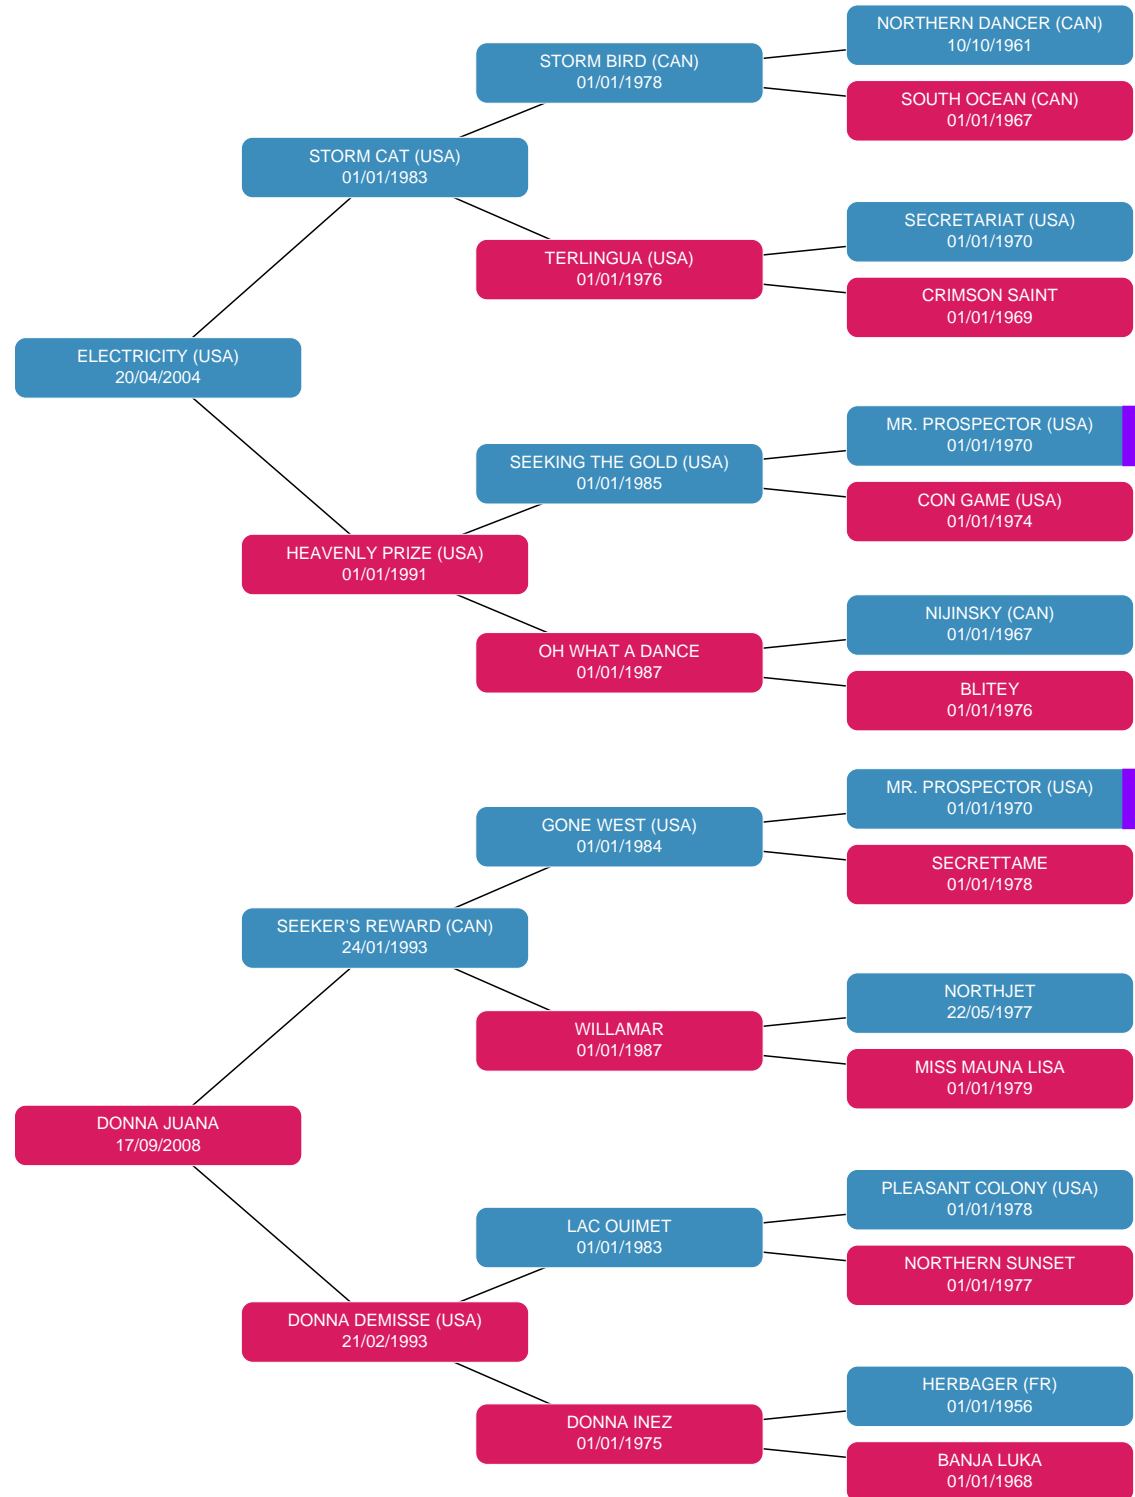 NORTHERN DANCER (CAN)
10/10/1961
STORM BIRD (CAN)
01/01/1978
SOUTH OCEAN (CAN)
01/01/1967
STORM CAT (USA)
01/01/1983
SECRETARIAT (USA)
01/01/1970
TERLINGUA (USA)
01/01/1976
CRIMSON SAINT
01/01/1969
ELECTRICITY (USA)
20/04/2004
MR. PROSPECTOR (USA)
01/01/1970
SEEKING THE GOLD (USA)
01/01/1985
CON GAME (USA)
01/01/1974
HEAVENLY PRIZE (USA)
01/01/1991
NIJINSKY (CAN)
01/01/1967
OH WHAT A DANCE
01/01/1987
BLITEY
01/01/1976
MR. PROSPECTOR (USA)
01/01/1970
GONE WEST (USA)
01/01/1984
SECRETTAME
01/01/1978
SEEKER'S REWARD (CAN)
24/01/1993
NORTHJET
22/05/1977
WILLAMAR
01/01/1987
MISS MAUNA LISA
01/01/1979
DONNA JUANA
17/09/2008
PLEASANT COLONY (USA)
01/01/1978
LAC OUIMET
01/01/1983
NORTHERN SUNSET
01/01/1977
DONNA DEMISSE (USA)
21/02/1993
HERBAGER (FR)
01/01/1956
DONNA INEZ
01/01/1975
BANJA LUKA
01/01/1968